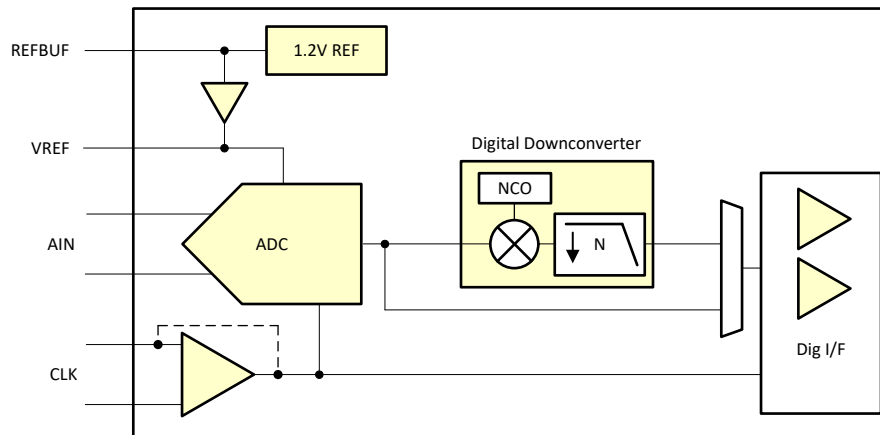 REFBUF
1.2V REF
VREF
Digital Downconverter
NCO
AIN
ADC
N
Dig I/F
CLK